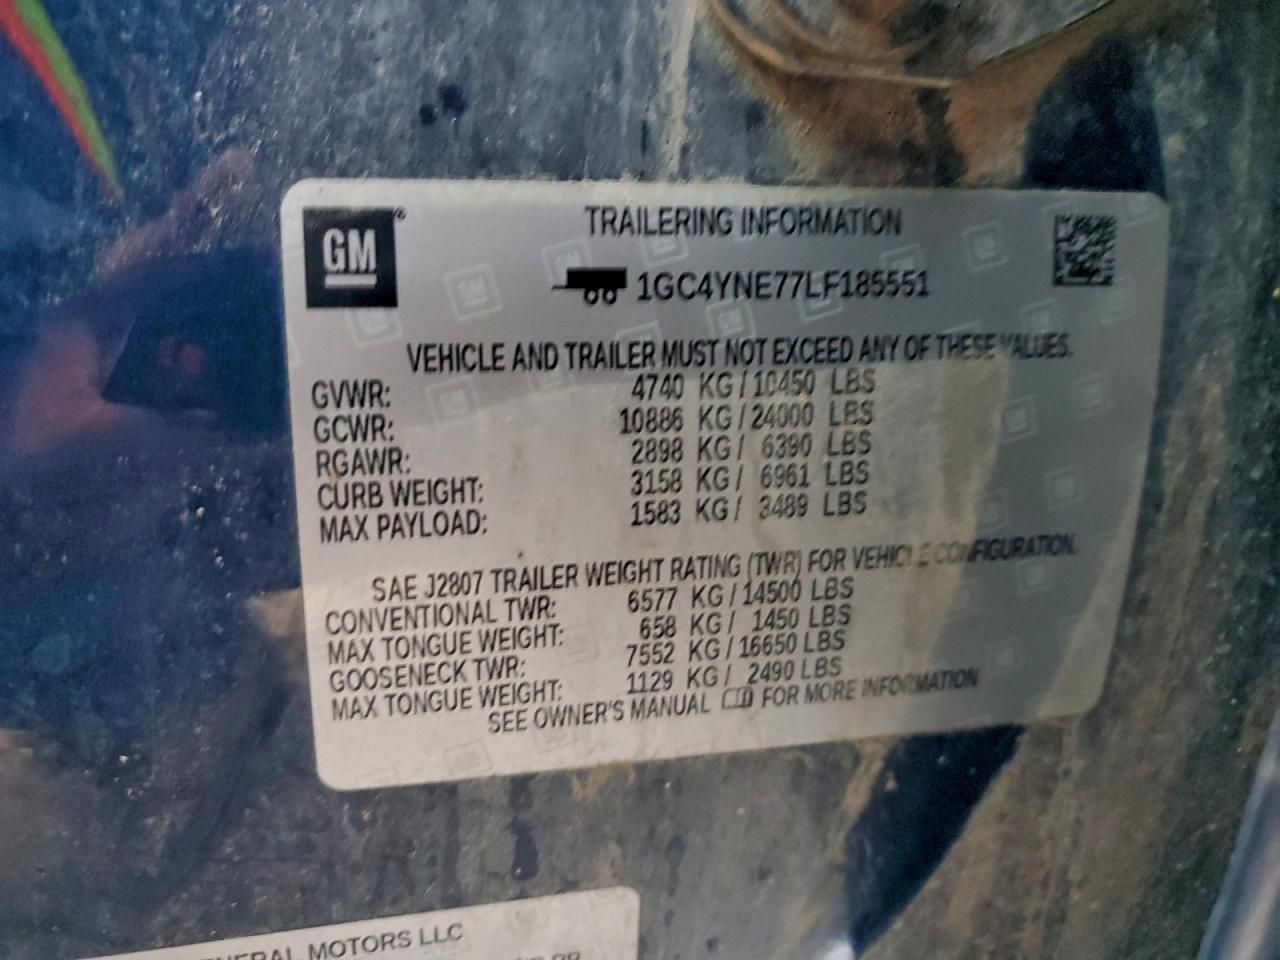 GM®
TRAILERING INFORMATION
1GC4YNE77LF185551
VEHICLE AND TRAILER MUST NOT EXCEED ANY OF THESE VALUES.
GVWR: 4740 KG / 10450 LBS
GCWR: 10886 KG / 24000 LBS
RGAWR: 2898 KG / 6390 LBS
CURB WEIGHT: 3158 KG / 6961 LBS
MAX PAYLOAD: 1583 KG / 3489 LBS
SAE J2807 TRAILER WEIGHT RATING (TWR) FOR VEHICLE CONFIGURATION.
CONVENTIONAL TWR: 6577 KG / 14500 LBS
MAX TONGUE WEIGHT: 658 KG / 1450 LBS
GOOSENECK TWR: 7552 KG / 16650 LBS
MAX TONGUE WEIGHT: 1129 KG / 2490 LBS
SEE OWNER'S MANUAL FOR MORE INFORMATION
GENERAL MOTORS LLC